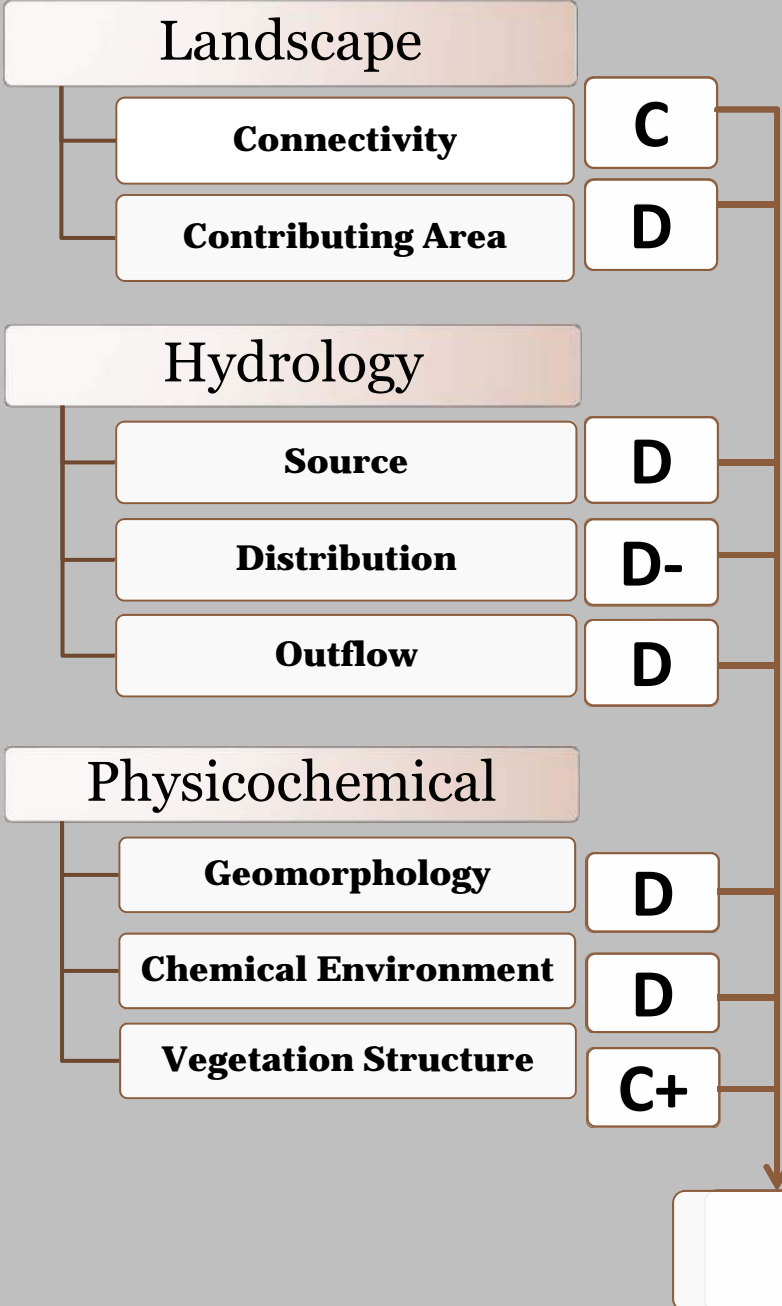 Landscape
Connectivity
C
Contributing Area
D
Hydrology
Source
D
Distribution
D-
Outflow
D
Physicochemical
Geomorphology
D
Chemical Environment
D
Vegetation Structure
C+